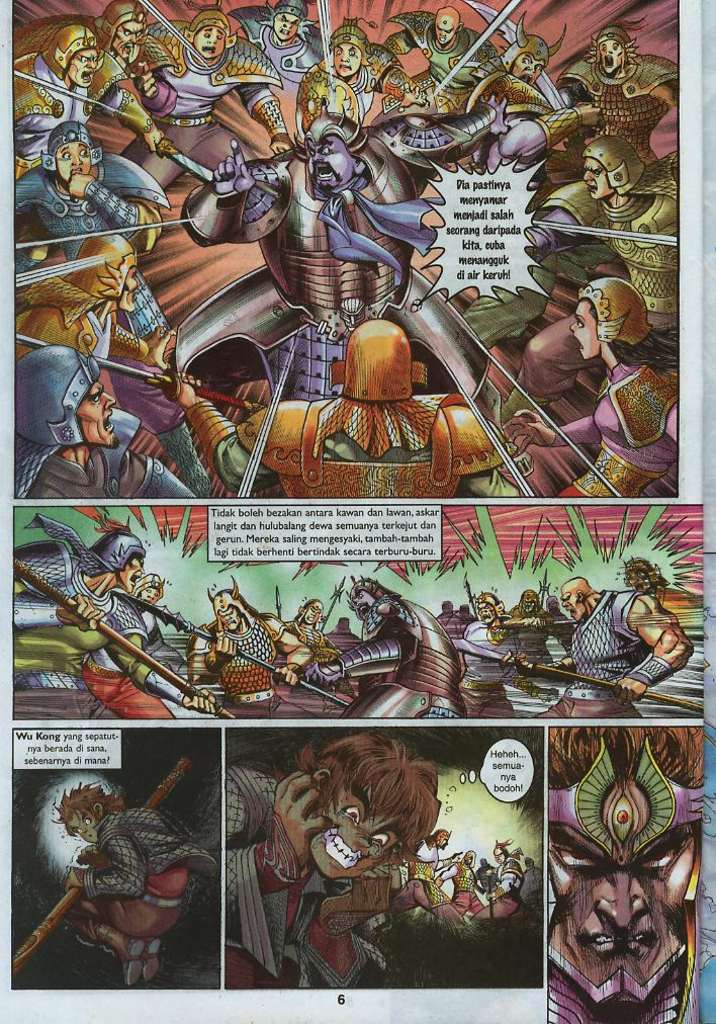 Dia pastinya
menyamar
menjadi salah
seorang daripada
kita, cuba
menangguk
di air keruh!
Tidak boleh bezakan antara kawan dan lawan, askar
langit dan hulubalang dewa semuanya terkejut dan
gerun. Mereka saling mengesyaki, tambah-tambah
lagi tidak berhenti bertindak secara terburu-buru.
Wu Kong yang sepatut-
nya berada di sana,
sebenarnya di mana?
Heheh...
semua-
nya
bodoh!
6